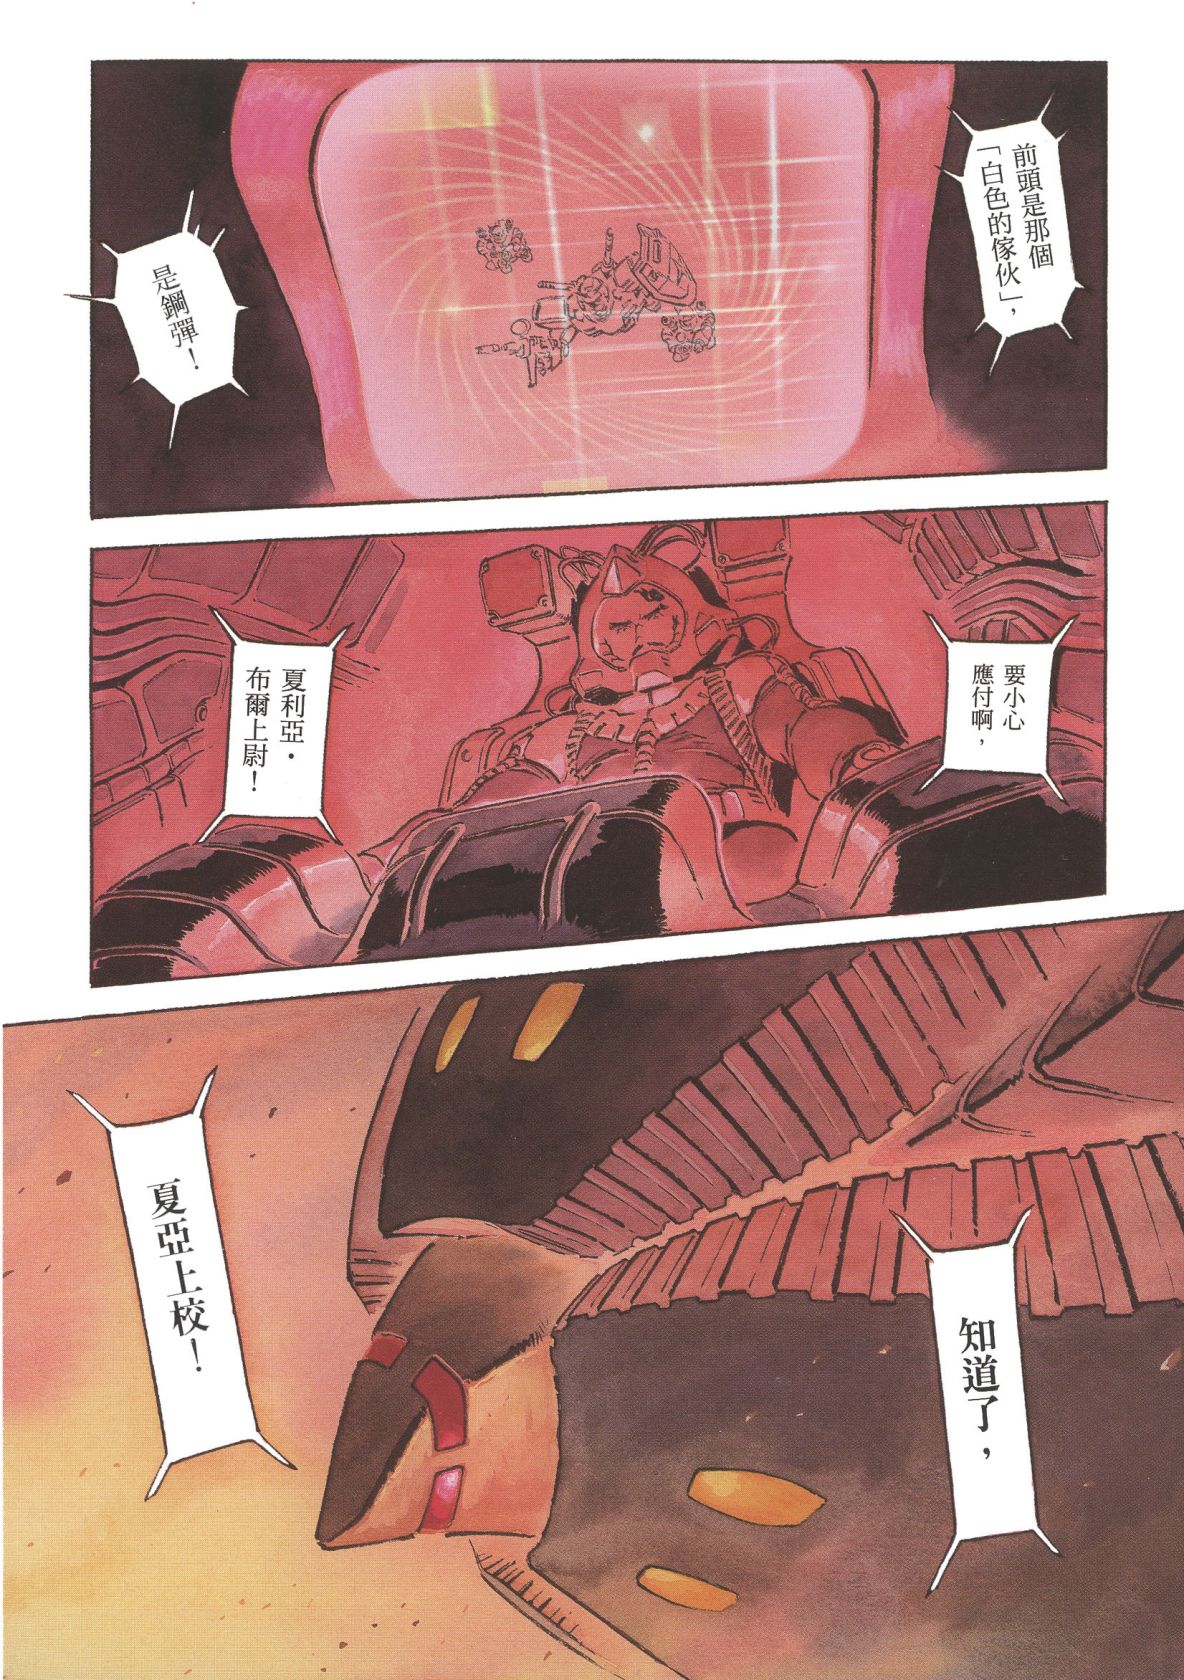 前頭是那個
「白色的傢伙」，
是鋼彈！
要小心
應付啊，
夏利亞・
布爾上尉！
知道了，
夏亞上校！